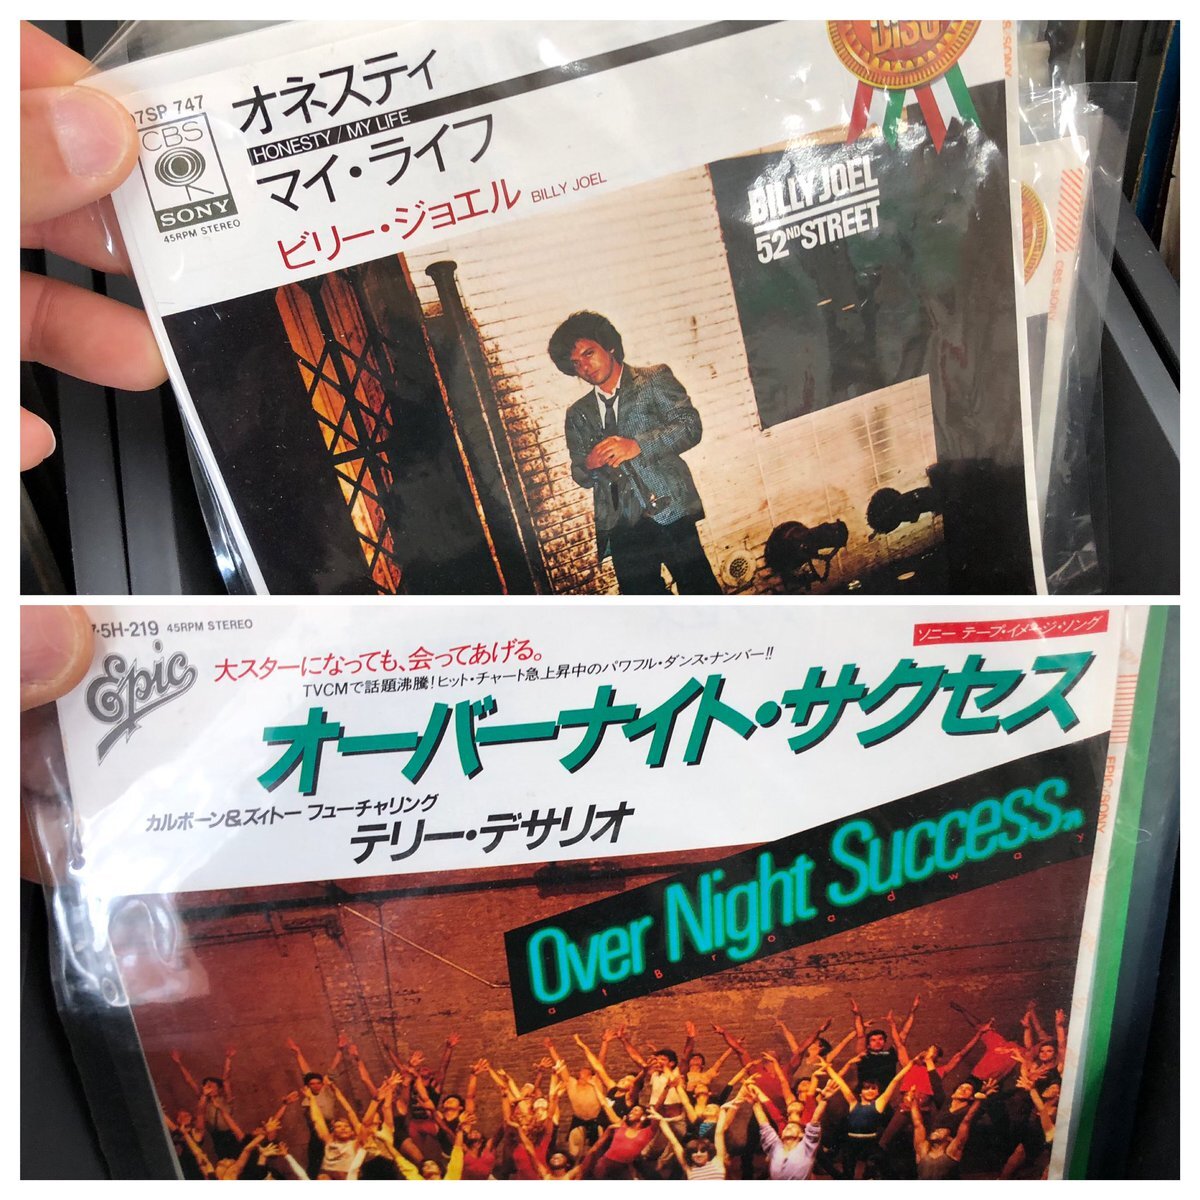 7SP 747
CBS
SONY
45RPM STEREO
オネスティ
HONESTY / MY LIFE
マイ・ライフ
ビリー・ジョエル BILLY JOEL
DISC
BILLY JOEL
52ND STREET
CBS SONY
5H-219 45RPM STEREO
Epic
ソニー テープ・イメージ・ソング
大スターになっても、会ってあげる。
TVCMで話題沸騰!ヒット・チャート急上昇中のパワフル・ダンス・ナンバー!!
オーバーナイト・サクセス
カルボーン&ズィトー フューチャリング
テリー・デサリオ
Over Night Success
at Broadway
EPIC/SONY